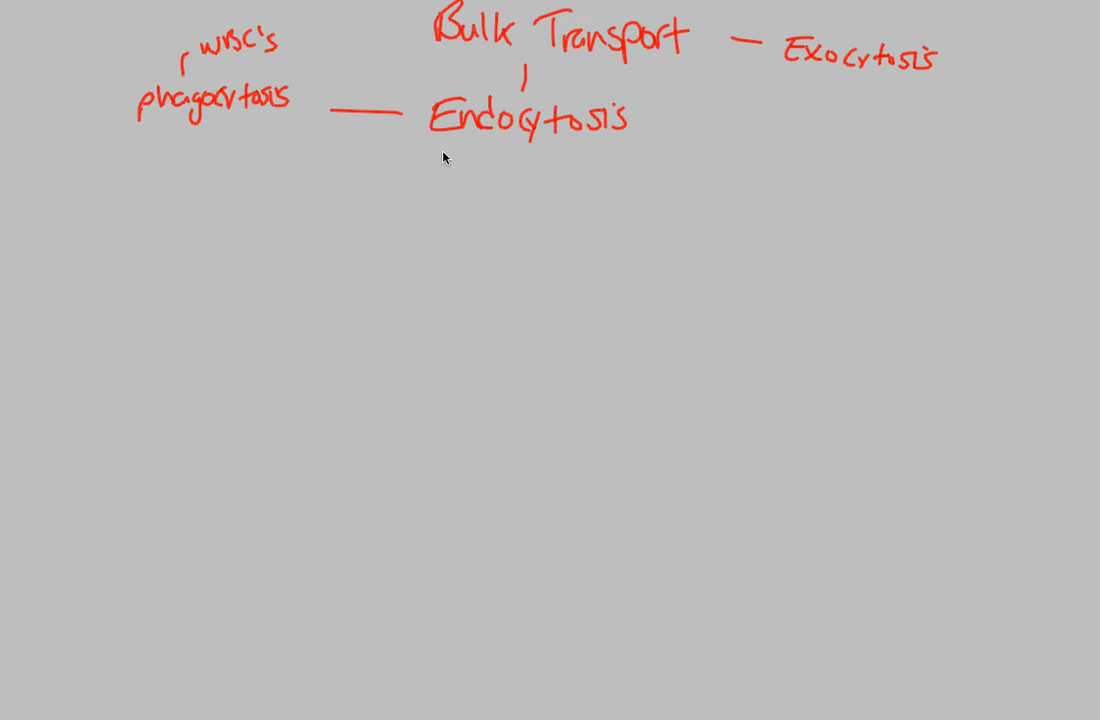 Bulk Transport — Exocytosis
WBC's
phagocytosis — Endocytosis